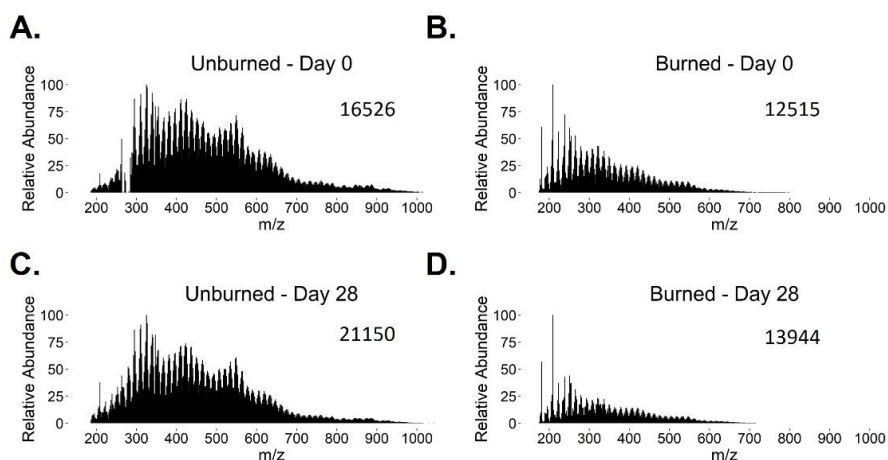 A.
Unburned - Day 0
16526
Relative Abundance
100
75
50
25
0
200 300 400 500 600 700 800 900 1000
m/z
B.
Burned - Day 0
12515
Relative Abundance
100
75
50
25
0
200 300 400 500 600 700 800 900 1000
m/z
C.
Unburned - Day 28
21150
Relative Abundance
100
75
50
25
0
200 300 400 500 600 700 800 900 1000
m/z
D.
Burned - Day 28
13944
Relative Abundance
100
75
50
25
0
200 300 400 500 600 700 800 900 1000
m/z